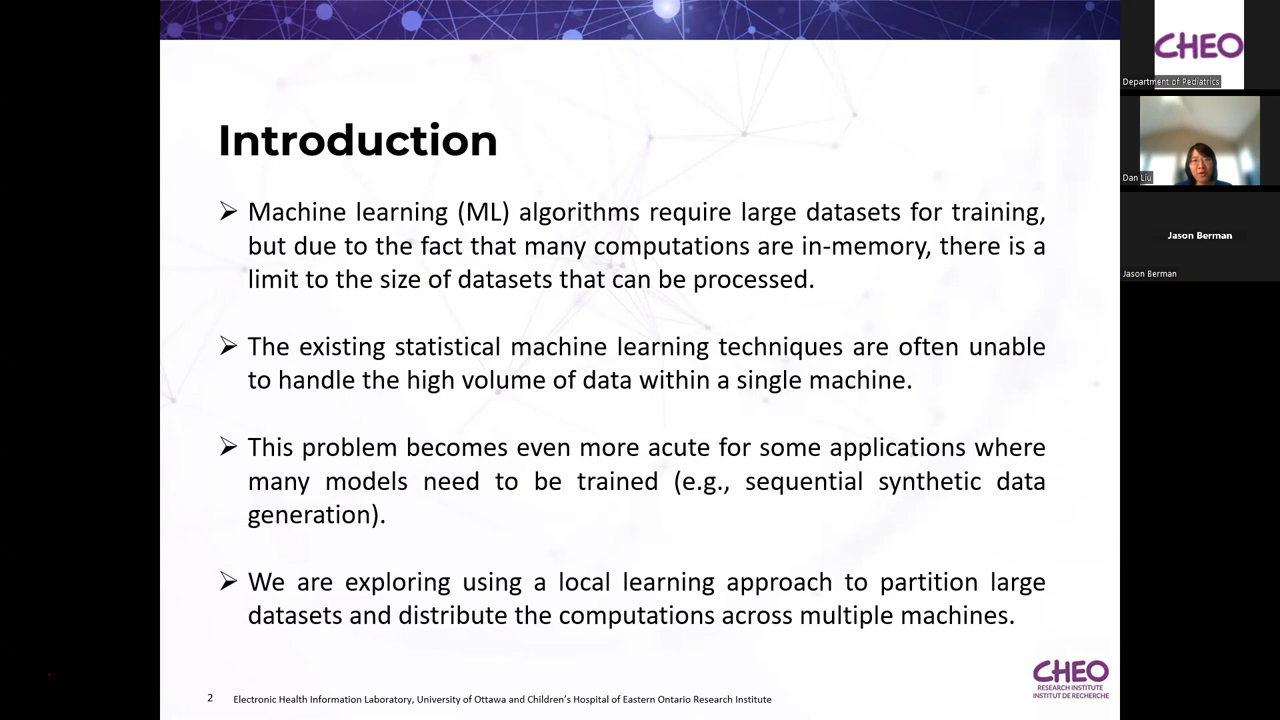 Introduction
Machine learning (ML) algorithms require large datasets for training,
but due to the fact that many computations are in-memory, there is a
limit to the size of datasets that can be processed.
The existing statistical machine learning techniques are often unable
to handle the high volume of data within a single machine.
This problem becomes even more acute for some applications where
many models need to be trained (e.g., sequential synthetic data
generation).
We are exploring using a local learning approach to partition large
datasets and distribute the computations across multiple machines.
2
Electronic Health Information Laboratory, University of Ottawa and Children's Hospital of Eastern Ontario Research Institute
CHEO
RESEARCH INSTITUTE
INSTITUT DE RECHERCHE
CHEO
Department of Pediatrics
Dan Liu
Jason Berman
Jason Berman